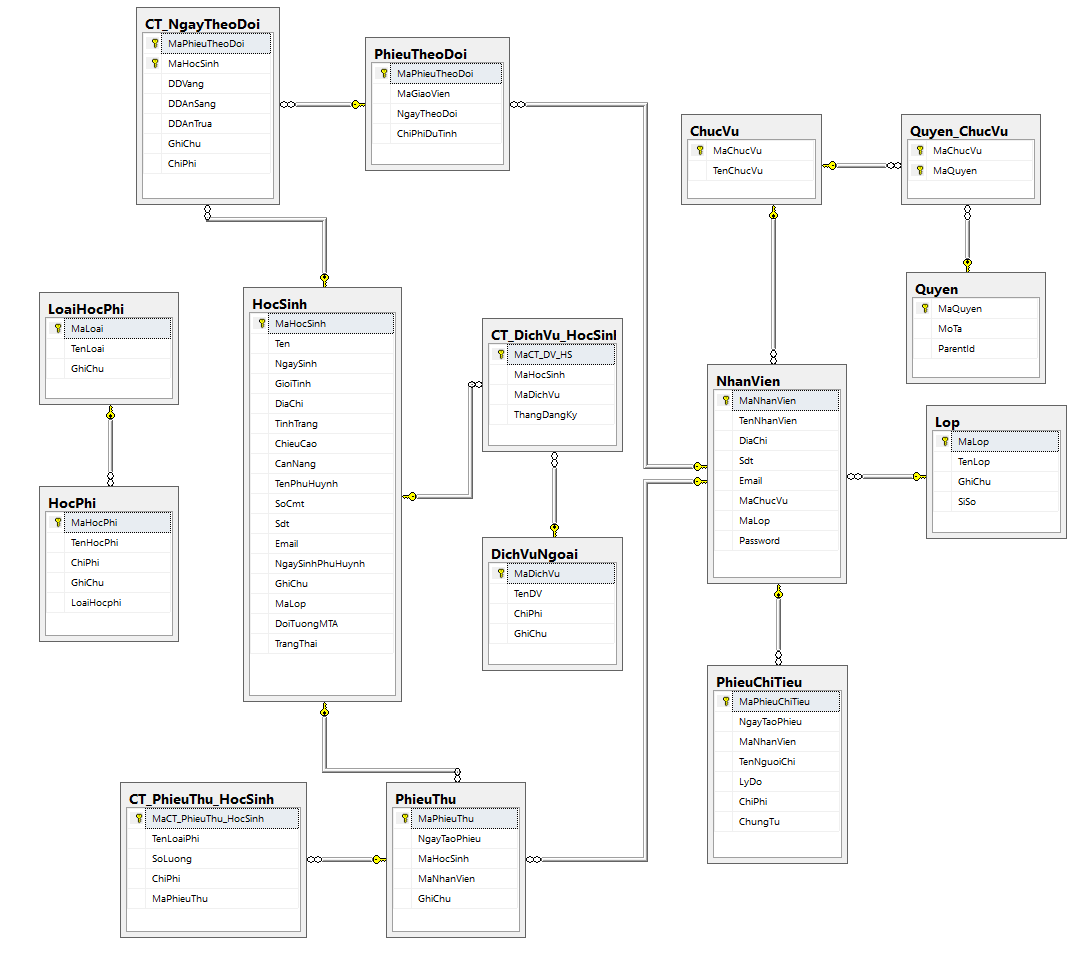 CT_NgayTheoDoi
MaPhieuTheoDoi
MaHocSinh
DDVang
DDAnSang
DDAnTrua
GhiChu
ChiPhi
PhieuTheoDoi
MaPhieuTheoDoi
MaGiaoVien
NgayTheoDoi
ChiPhiDuTinh
ChucVu
MaChucVu
TenChucVu
Quyen_ChucVu
MaChucVu
MaQuyen
Quyen
MaQuyen
MoTa
ParentId
LoaiHocPhi
MaLoai
TenLoai
GhiChu
HocSinh
MaHocSinh
Ten
NgaySinh
GioiTinh
DiaChi
TinhTrang
ChieuCao
CanNang
TenPhuHuynh
SoCmt
Sdt
Email
NgaySinhPhuHuynh
GhiChu
MaLop
DoiTuongMTA
TrangThai
CT_DichVu_HocSinl
MaCT_DV_HS
MaHocSinh
MaDichVu
ThangDangKy
NhanVien
MaNhanVien
TenNhanVien
DiaChi
Sdt
Email
MaChucVu
MaLop
Password
Lop
MaLop
TenLop
GhiChu
SiSo
HocPhi
MaHocPhi
TenHocPhi
ChiPhi
GhiChu
LoaiHocphi
DichVuNgoai
MaDichVu
TenDV
ChiPhi
GhiChu
PhieuChiTieu
MaPhieuChiTieu
NgayTaoPhieu
MaNhanVien
TenNguoiChi
LyDo
ChiPhi
ChungTu
CT_PhieuThu_HocSinh
MaCT_PhieuThu_HocSinh
TenLoaiPhi
SoLuong
ChiPhi
MaPhieuThu
PhieuThu
MaPhieuThu
NgayTaoPhieu
MaHocSinh
MaNhanVien
GhiChu